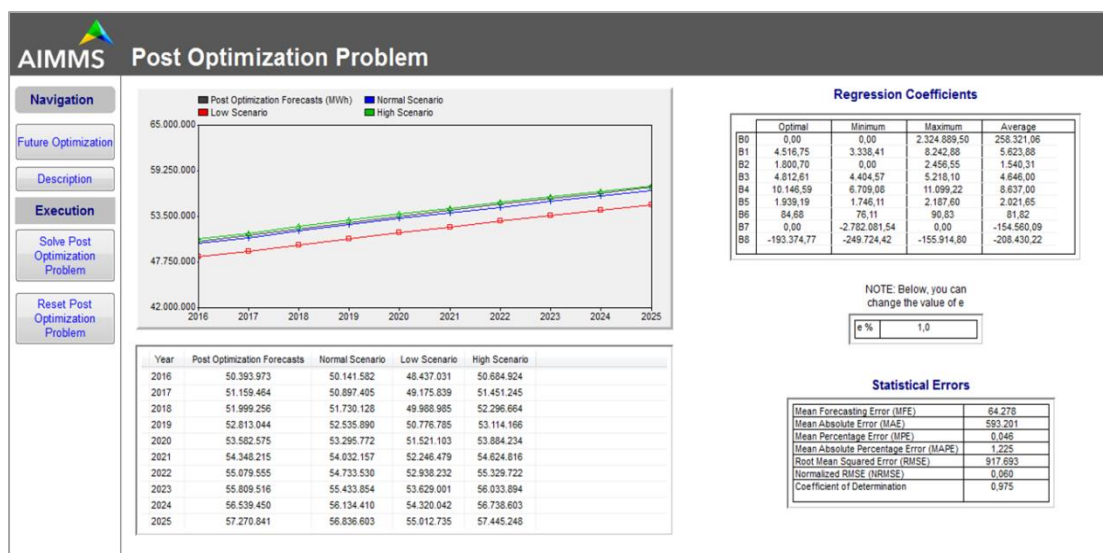 AIMMS
Post Optimization Problem
Navigation
Future Optimization
Description
Execution
Solve Post
Optimization
Problem
Reset Post
Optimization
Problem
Post Optimization Forecasts (MWh) Normal Scenario
Low Scenario High Scenario
65.000.000
59.250.000
53.500.000
47.750.000
42.000.000
2016 2017 2018 2019 2020 2021 2022 2023 2024 2025
Year Post Optimization Forecasts Normal Scenario Low Scenario High Scenario
2016 50.393.973 50.141.582 48.437.031 50.684.924
2017 51.159.464 50.897.405 49.175.839 51.451.245
2018 51.999.256 51.730.128 49.988.985 52.296.664
2019 52.813.044 52.535.890 50.776.785 53.114.166
2020 53.582.575 53.295.772 51.521.103 53.884.234
2021 54.348.215 54.032.157 52.246.479 54.624.816
2022 55.079.555 54.733.530 52.938.232 55.329.722
2023 55.809.516 55.433.854 53.629.001 56.033.894
2024 56.539.450 56.134.410 54.320.042 56.738.603
2025 57.270.841 56.836.603 55.012.735 57.445.248
Regression Coefficients
Optimal Minimum Maximum Average
B0 0,00 0,00 2.324.889,50 258.321,06
B1 4.516,75 3.338,41 8.242,88 5.623,88
B2 1.800,70 0,00 2.456,55 1.540,31
B3 4.812,61 4.404,57 5.218,10 4.646,00
B4 10.146,59 6.709,08 11.099,22 8.637,00
B5 1.939,19 1.746,11 2.187,60 2.021,65
B6 84,68 76,11 90,83 81,82
B7 0,00 -2.782.081,54 0,00 -154.560,09
B8 -193.374,77 -249.724,42 -155.914,80 -208.430,22
NOTE: Below, you can
change the value of e
e % 1,0
Statistical Errors
Mean Forecasting Error (MFE) 64.278
Mean Absolute Error (MAE) 593.201
Mean Percentage Error (MPE) 0,046
Mean Absolute Percentage Error (MAPE) 1,225
Root Mean Squared Error (RMSE) 917.693
Normalized RMSE (NRMSE) 0,060
Coefficient of Determination 0,975